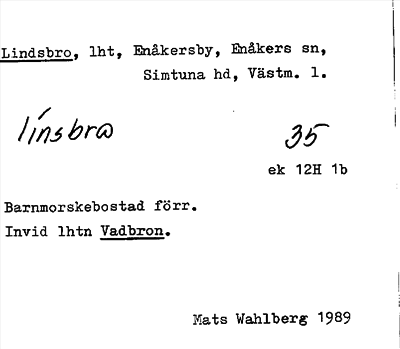 Lindsbro, lht, Enåkersby, Enåkers sn,
Simtuna hd, Västm. l.
línsbrω 35
ek 12H 1b
Barnmorskebostad förr.
Invid lhtn Vadbron.
Mats Wahlberg 1989